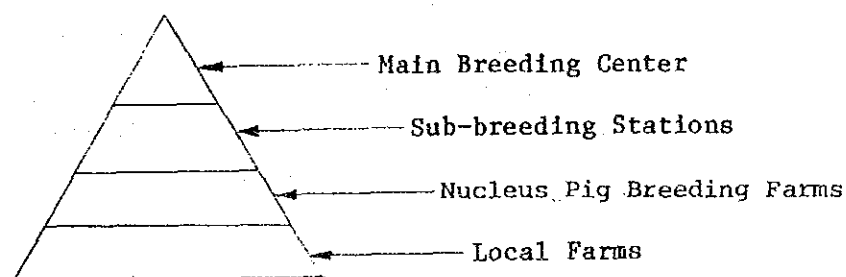 Main Breeding Center
Sub-breeding Stations
Nucleus Pig Breeding Farms
Local Farms